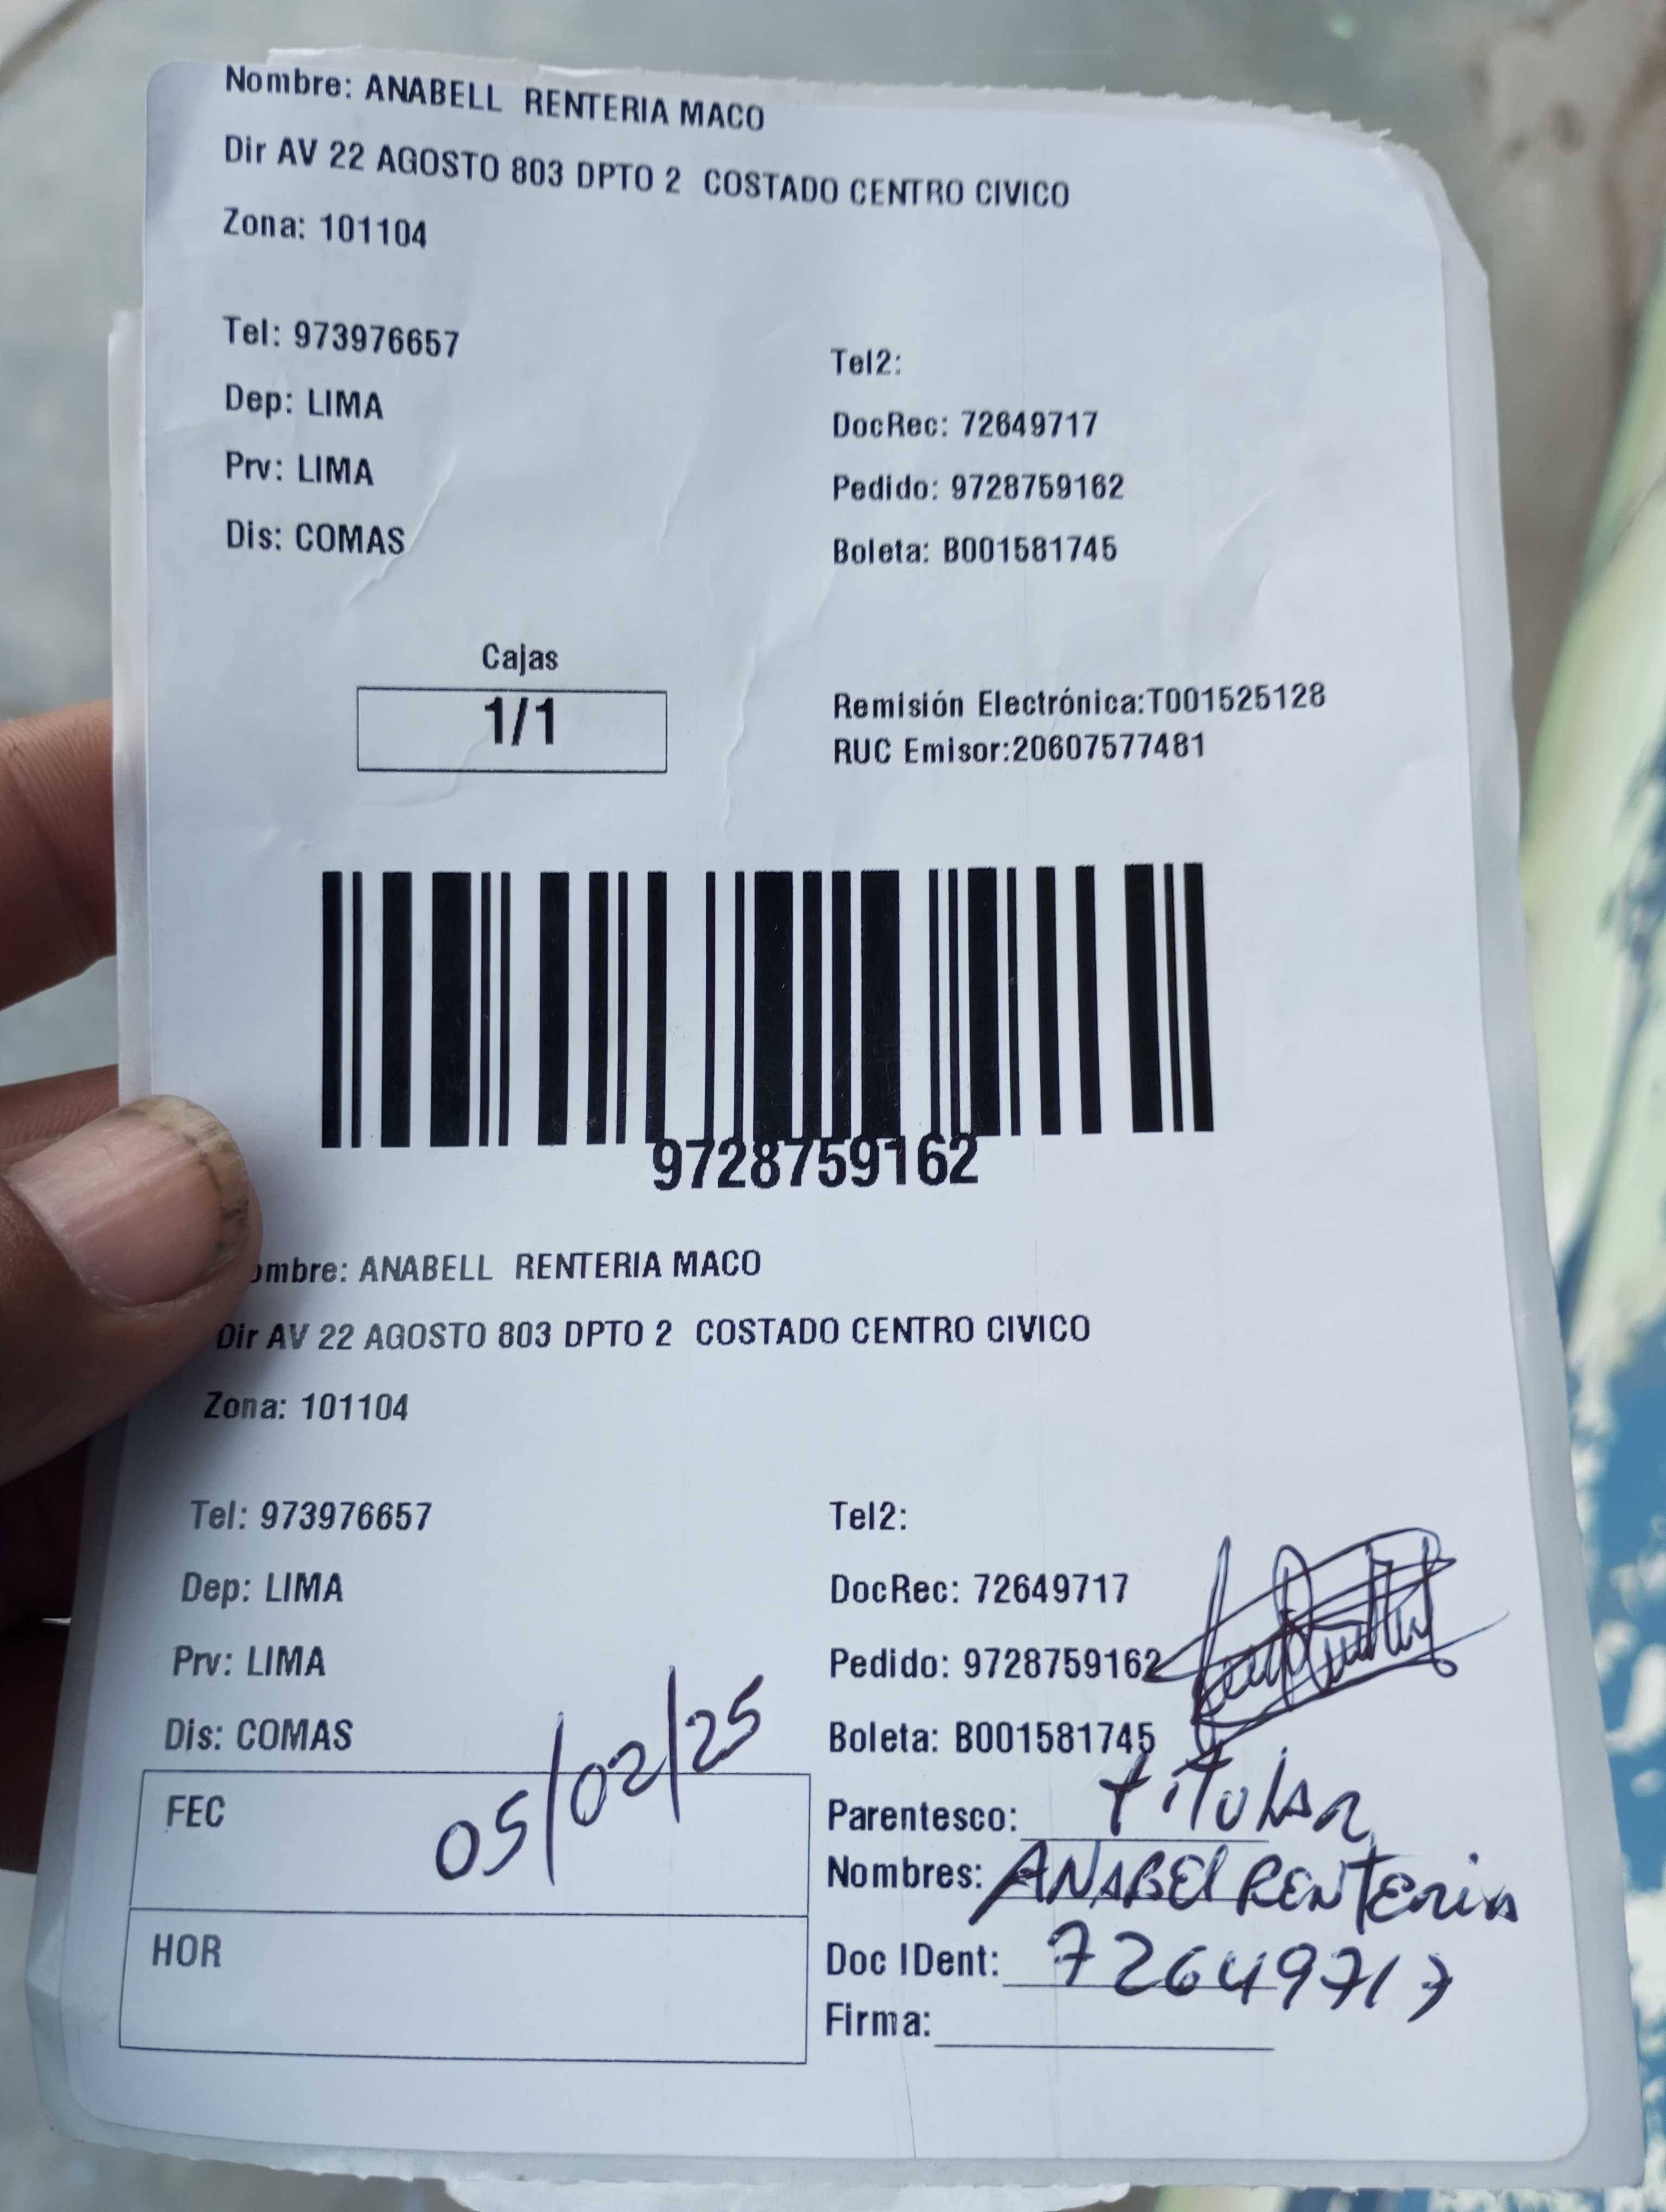 Nombre: ANABELL RENTERIA MACO
Dir AV 22 AGOSTO 803 DPTO 2 COSTADO CENTRO CIVICO
Zona: 101104
Tel: 973976657
Tel2:
Dep: LIMA
DocRec: 72649717
Prv: LIMA
Pedido: 9728759162
Dis: COMAS
Boleta: B001581745
Cajas
1/1
Remisión Electrónica:T001525128
RUC Emisor:20607577481
9728759162
ombre: ANABELL RENTERIA MACO
Dir AV 22 AGOSTO 803 DPTO 2 COSTADO CENTRO CIVICO
Zona: 101104
Tel: 973976657
Tel2:
Dep: LIMA
DocRec: 72649717
Prv: LIMA
Pedido: 9728759162
Dis: COMAS
Boleta: B001581745
FEC 05/02/25
Parentesco: titular
Nombres: ANABEl RENTERIA
HOR
Doc IDent: 72649717
Firma: